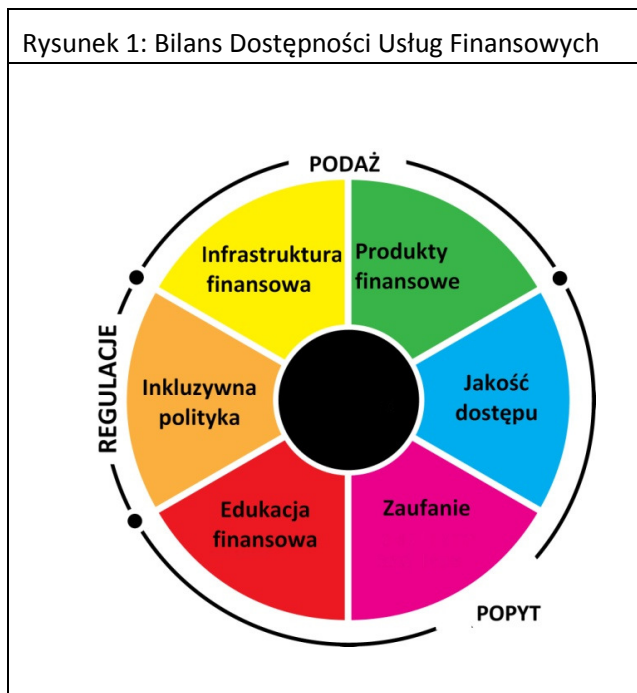 Rysunek 1: Bilans Dostępności Usług Finansowych
PODAŻ
Infrastruktura
finansowa
Produkty
finansowe
REGULACJE
Inkluzywna
polityka
Jakość
dostępu
Edukacja
finansowa
Zaufanie
POPYT